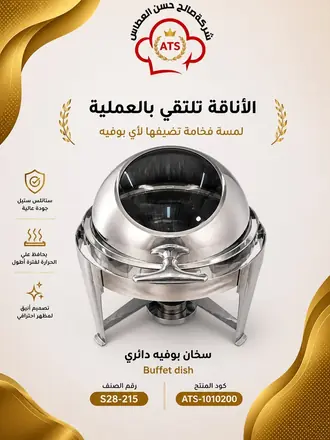 شركة صالح حسن العطاس
ATS
الأناقة تلتقي بالعملية
لمسة فخامة تضيفها لأي بوفيه
ستانلس ستيل
جودة عالية
يحافظ علي
الحرارة لفترة أطول
تصميم أنيق
لمظهر احترافي
سخان بوفيه دائري
Buffet dish
كود المنتج
ATS-1010200
رقم الصنف
S28-215